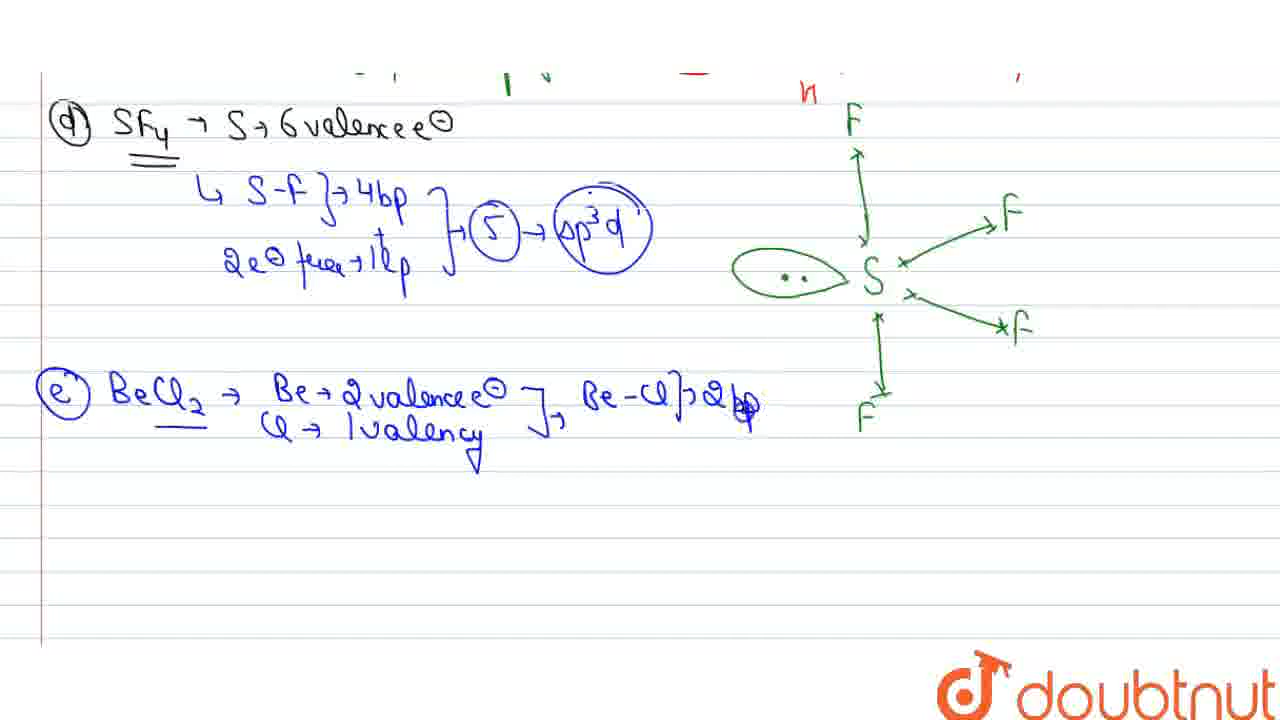 n
(d) SF4 → S → 6 valence e⊖
F
↳ S-F } → 4bp
+
] → 5 → sp³d
2e⊖ free → 1lp
F
S
F
F
(e) BeCl2 → Be → 2 valence e⊖
Cl → 1 valency
] → Be-Cl } → 2bp
doubtnut